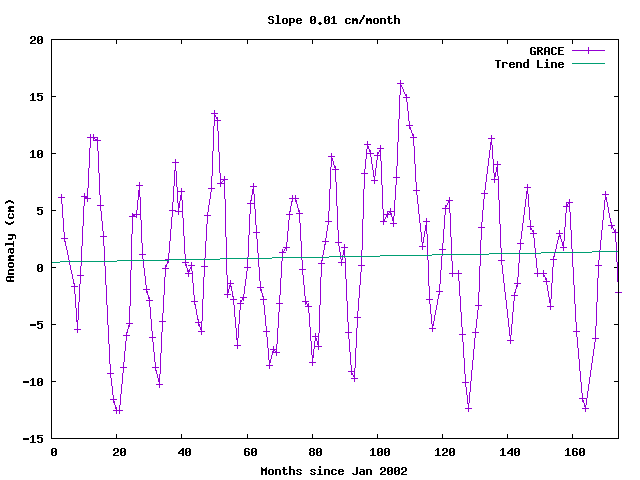 Slope 0.01 cm/month
GRACE
Trend Line
Anomaly (cm)
20
15
10
5
0
-5
-10
-15
0 20 40 60 80 100 120 140 160
Months since Jan 2002